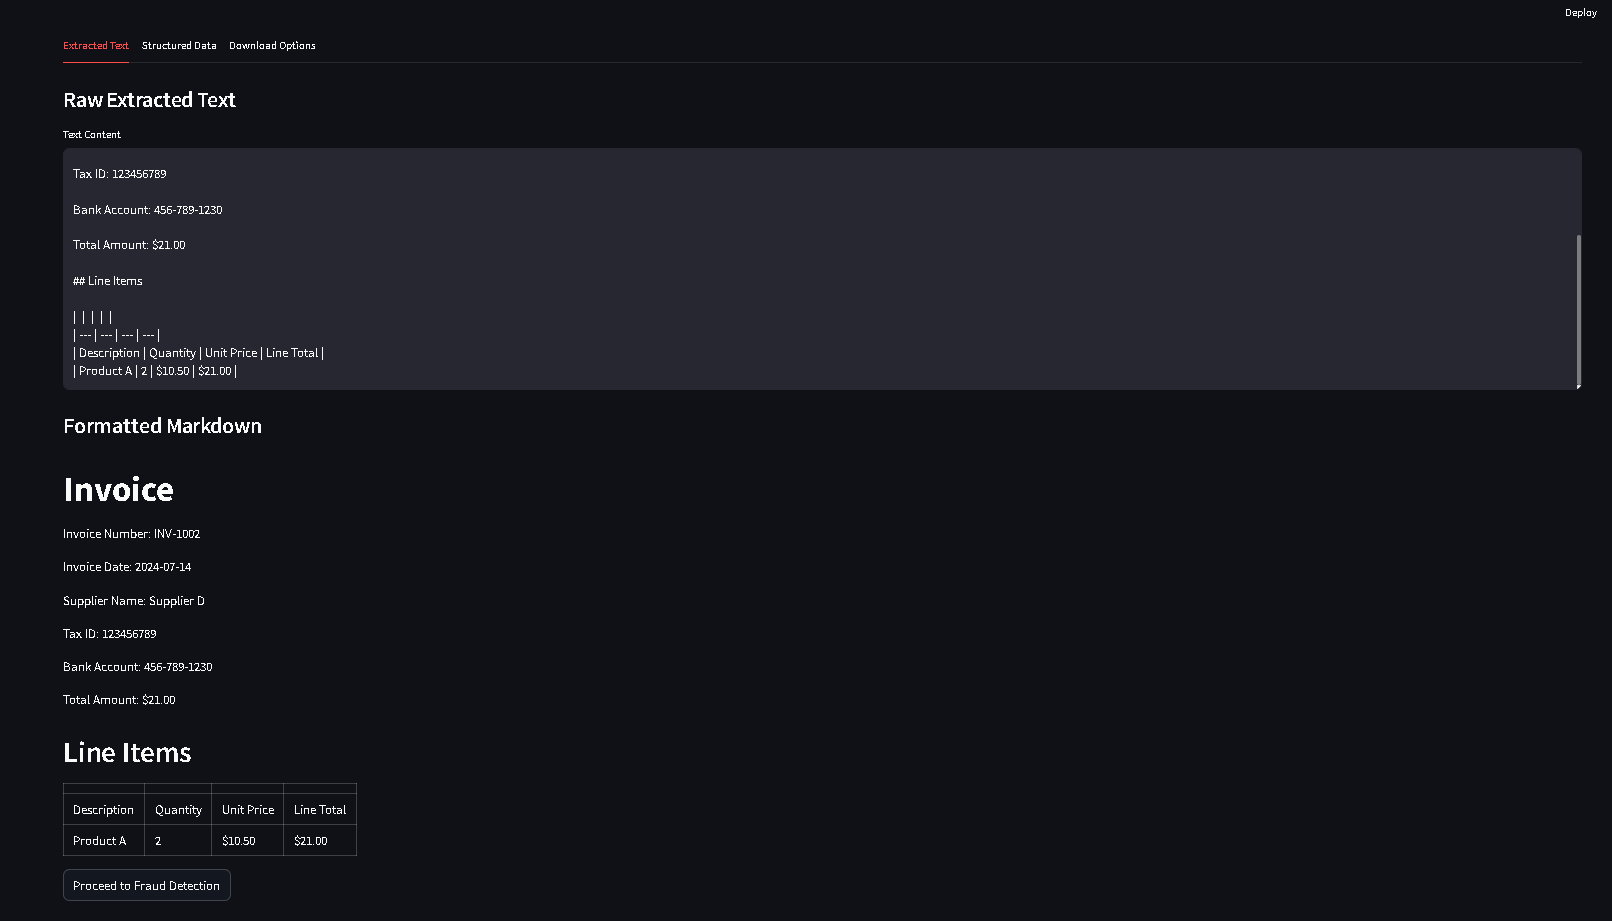 Deploy
Extracted Text Structured Data Download Options
Raw Extracted Text
Text Content
Tax ID: 123456789
Bank Account: 456-789-1230
Total Amount: $21.00
## Line Items
| | | | |
| --- | --- | --- | --- |
| Description | Quantity | Unit Price | Line Total |
| Product A | 2 | $10.50 | $21.00 |
Formatted Markdown
Invoice
Invoice Number: INV-1002
Invoice Date: 2024-07-14
Supplier Name: Supplier D
Tax ID: 123456789
Bank Account: 456-789-1230
Total Amount: $21.00
Line Items
Description Quantity Unit Price Line Total
Product A 2 $10.50 $21.00
Proceed to Fraud Detection